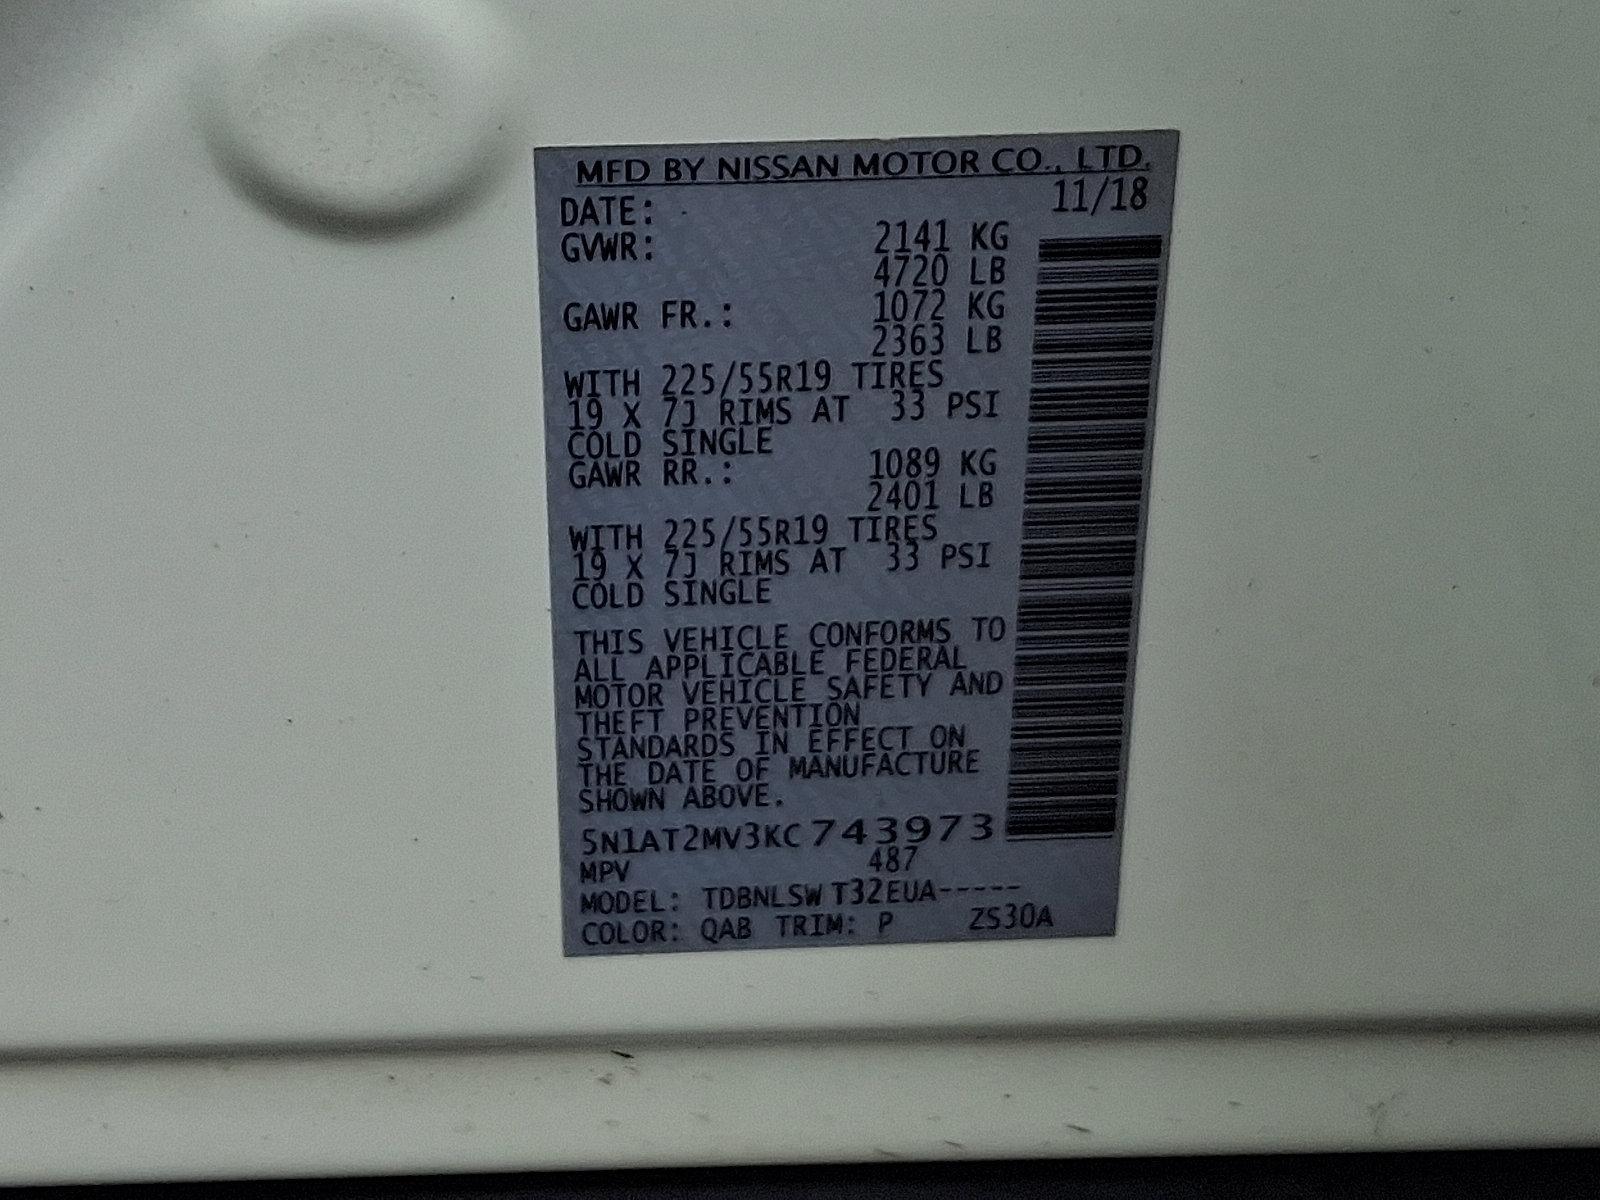 MFD BY NISSAN MOTOR CO., LTD.
DATE: 11/18
GVWR: 2141 KG
4720 LB
GAWR FR.: 1072 KG
2363 LB
WITH 225/55R19 TIRES
19 X 7J RIMS AT 33 PSI
COLD SINGLE
GAWR RR.: 1089 KG
2401 LB
WITH 225/55R19 TIRES
19 X 7J RIMS AT 33 PSI
COLD SINGLE
THIS VEHICLE CONFORMS TO
ALL APPLICABLE FEDERAL
MOTOR VEHICLE SAFETY AND
THEFT PREVENTION
STANDARDS IN EFFECT ON
THE DATE OF MANUFACTURE
SHOWN ABOVE.
5N1AT2MV3KC743973
MPV 487
MODEL: TDBNLSW T32EUA-----
COLOR: QAB TRIM: P ZS30A